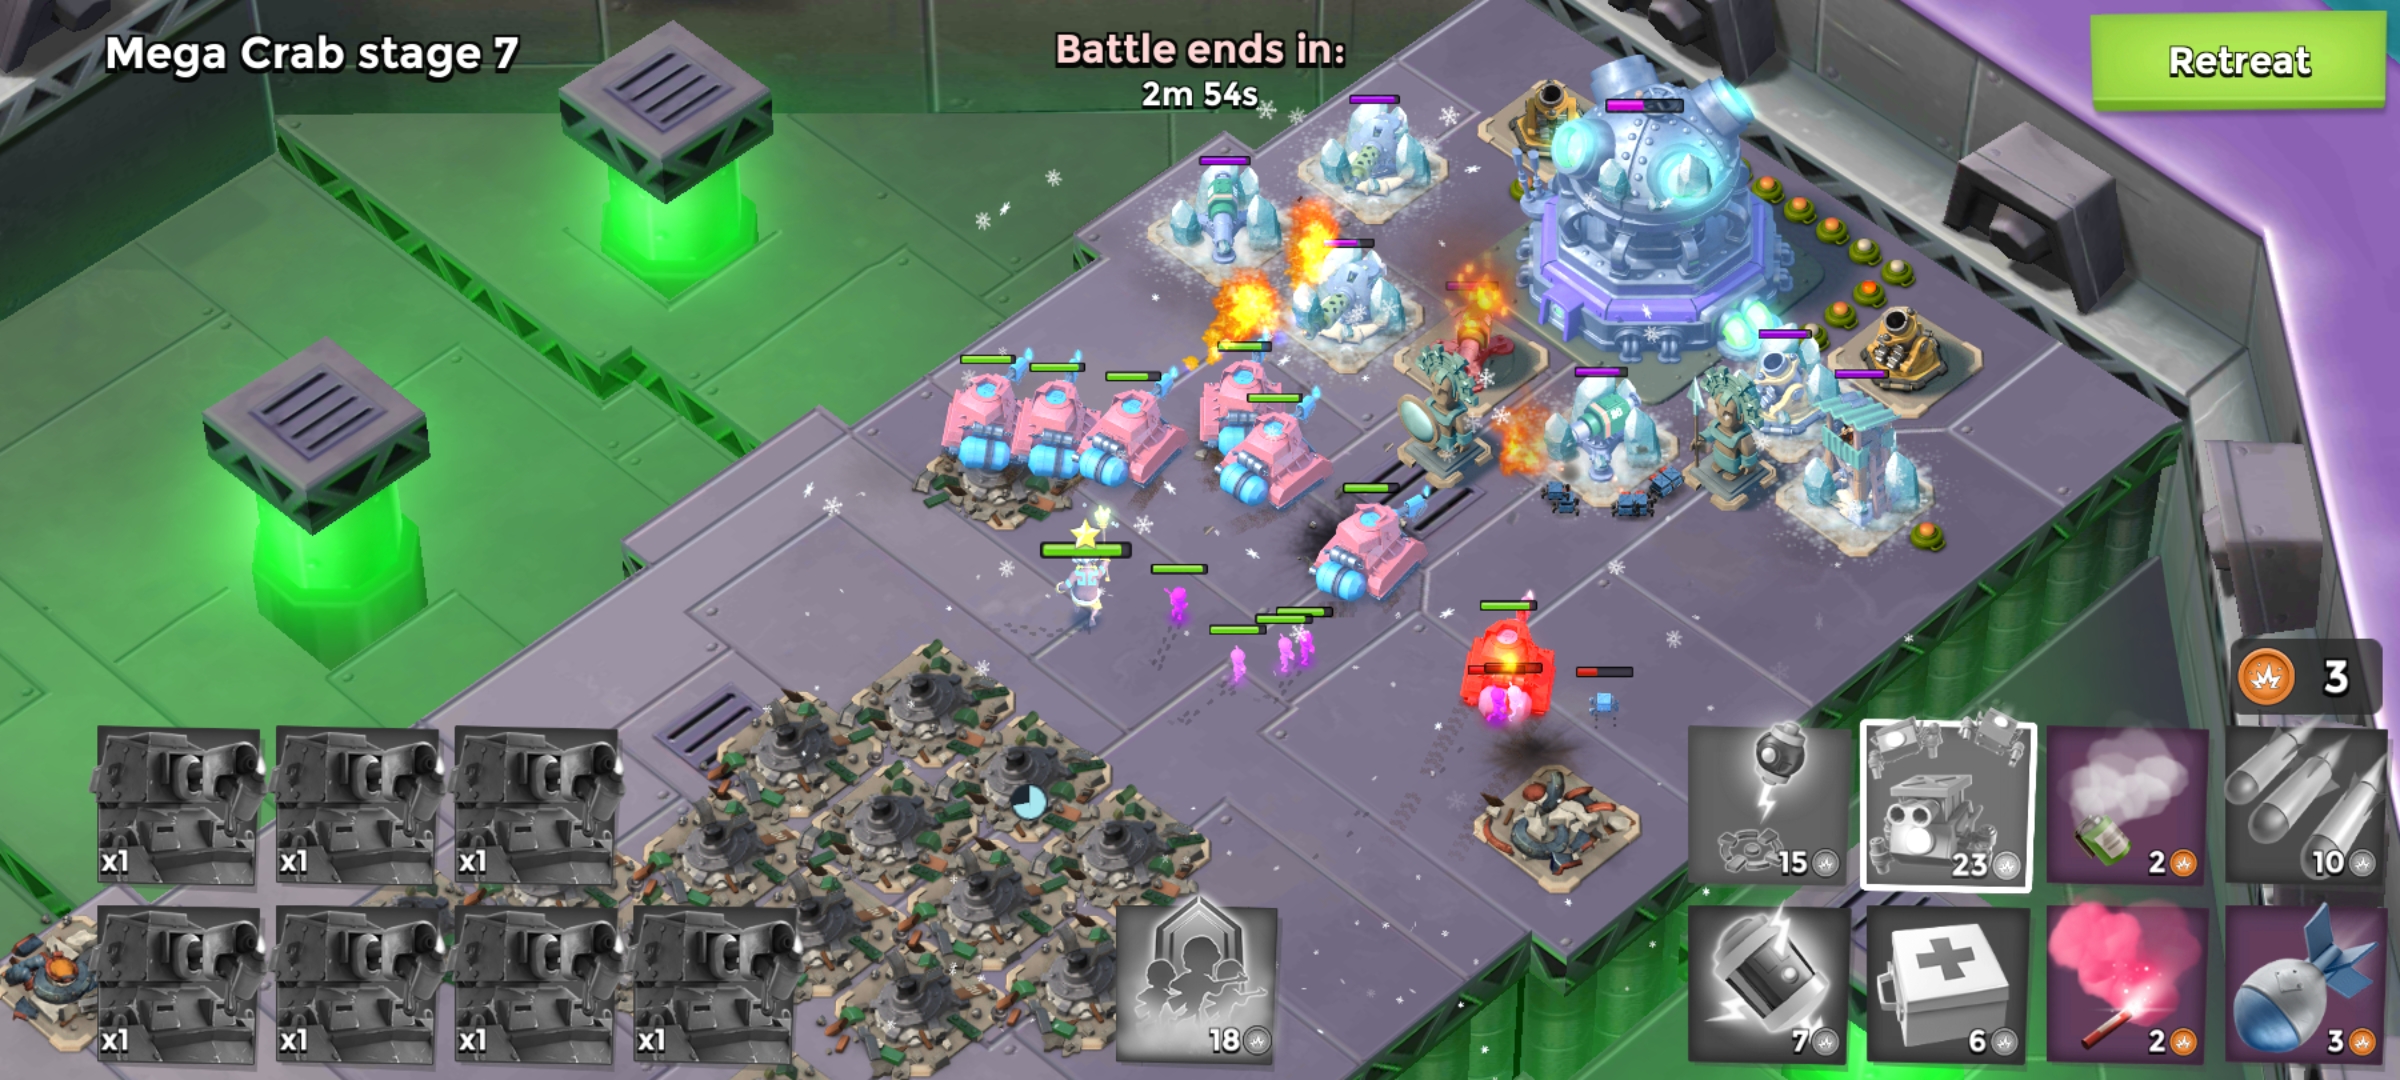 Mega Crab stage 7
Battle ends in:
2m 54s
Retreat
3
x1
x1
x1
15
23
2
10
x1
x1
x1
x1
18
7
6
2
3